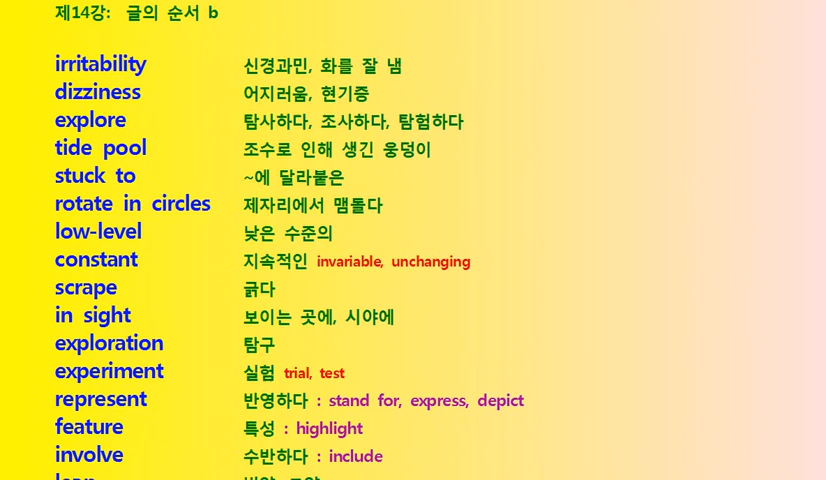 제14강: 글의 순서 b
irritability 신경과민, 화를 잘 냄
dizziness 어지러움, 현기증
explore 탐사하다, 조사하다, 탐험하다
tide pool 조수로 인해 생긴 웅덩이
stuck to ~에 달라붙은
rotate in circles 제자리에서 맴돌다
low-level 낮은 수준의
constant 지속적인 invariable, unchanging
scrape 긁다
in sight 보이는 곳에, 시야에
exploration 탐구
experiment 실험 trial, test
represent 반영하다 : stand for, express, depict
feature 특성 : highlight
involve 수반하다 : include